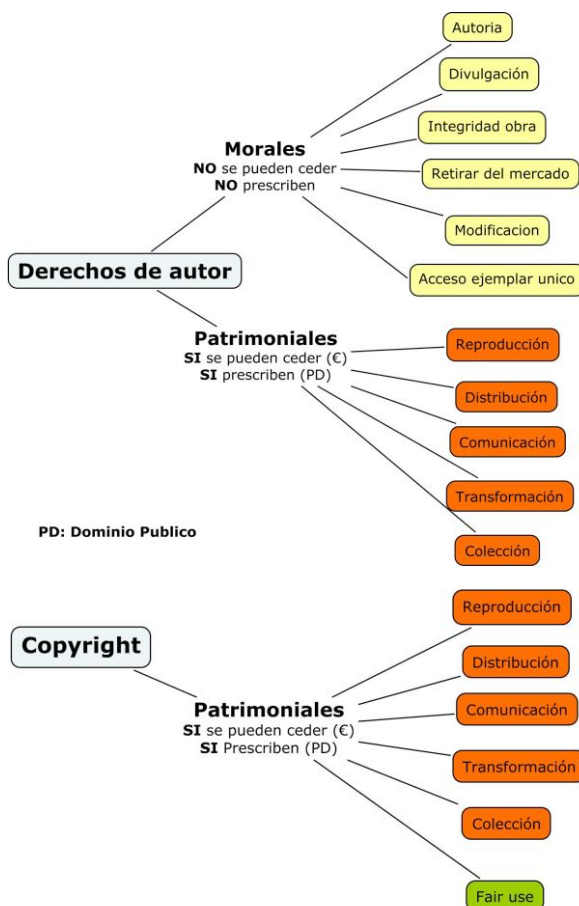 Autoria
Divulgación
Integridad obra
Morales
NO se pueden ceder
NO prescriben
Retirar del mercado
Modificacion
Acceso ejemplar unico
Derechos de autor
Patrimoniales
SI se pueden ceder (€)
SI prescriben (PD)
Reproducción
Distribución
Comunicación
Transformación
Colección
PD: Dominio Publico
Copyright
Patrimoniales
SI se pueden ceder (€)
SI Prescriben (PD)
Reproducción
Distribución
Comunicación
Transformación
Colección
Fair use